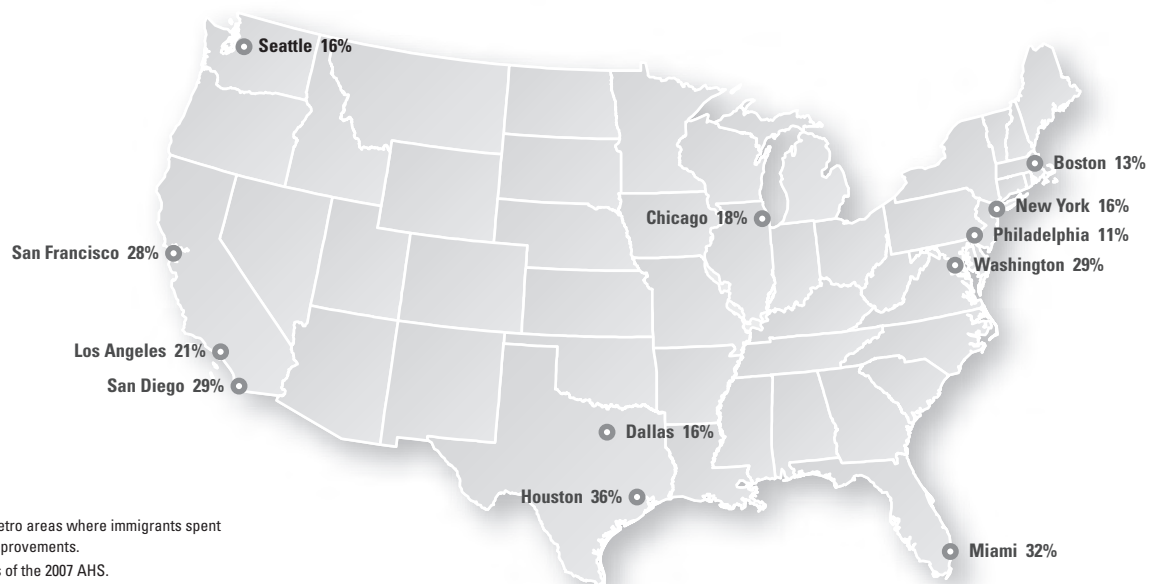 Seattle 16%
Boston 13%
New York 16%
Chicago 18%
Philadelphia 11%
San Francisco 28%
Washington 29%
Los Angeles 21%
San Diego 29%
Dallas 16%
Houston 36%
etro areas where immigrants spent
provements.
s of the 2007 AHS.
Miami 32%